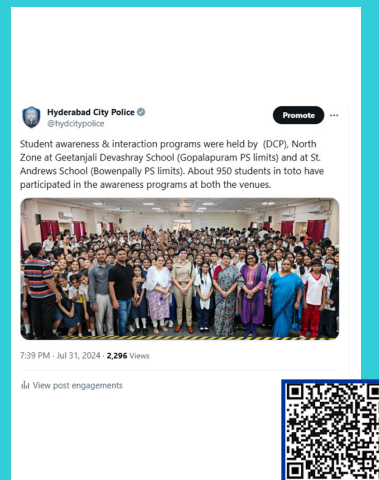 Hyderabad City Police
@hydcitypolice
Promote
Student awareness & interaction programs were held by (DCP), North
Zone at Geetanjali Devashray School (Gopalapuram PS limits) and at St.
Andrews School (Bowenpally PS limits). About 950 students in toto have
participated in the awareness programs at both the venues.
7:39 PM · Jul 31, 2024 · 2,296 Views
View post engagements